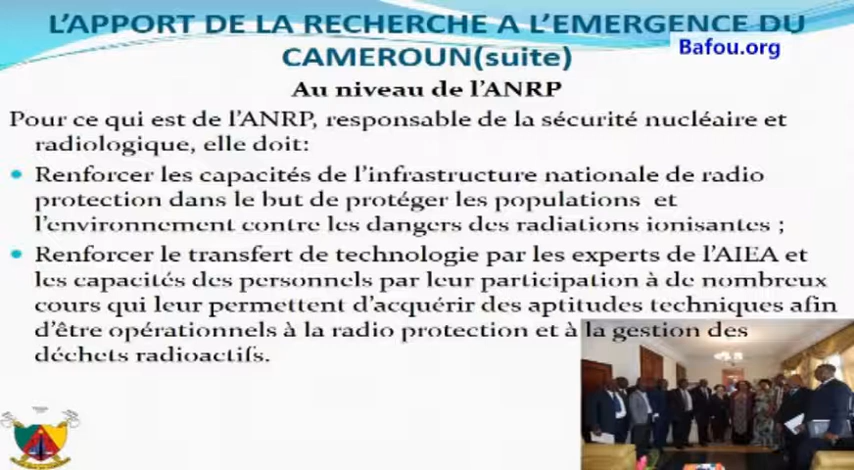 L'APPORT DE LA RECHERCHE A L'EMERGENCE DU
CAMEROUN(suite)
Bafou.org
Au niveau de l'ANRP
Pour ce qui est de l'ANRP, responsable de la sécurité nucléaire et
radiologique, elle doit:
• Renforcer les capacités de l'infrastructure nationale de radio
protection dans le but de protéger les populations et
l'environnement contre les dangers des radiations ionisantes ;
• Renforcer le transfert de technologie par les experts de l'AIEA et
les capacités des personnels par leur participation à de nombreux
cours qui leur permettent d'acquérir des aptitudes techniques afin
d'être opérationnels à la radio protection et à la gestion des
déchets radioactifs.